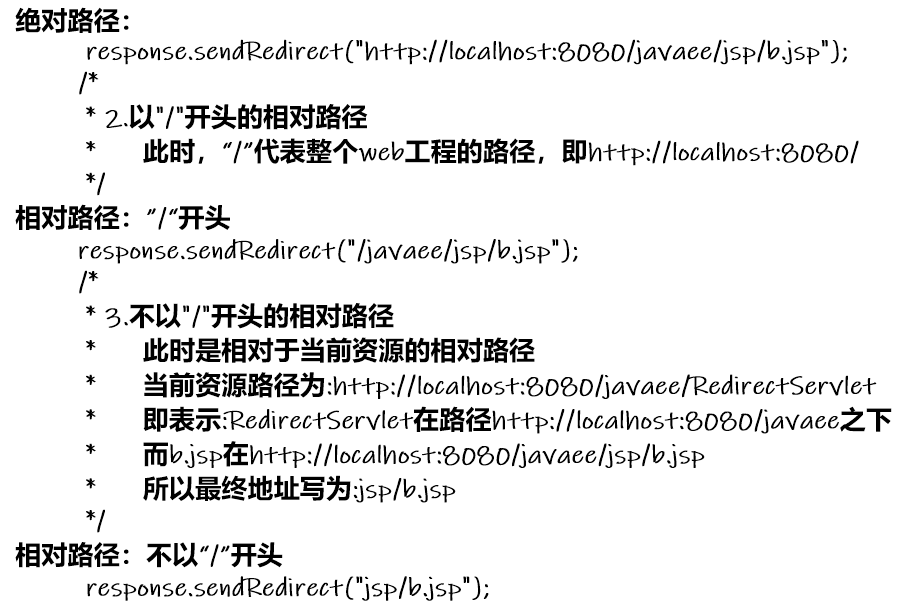 绝对路径：
response.sendRedirect("http://localhost:8080/javaee/jsp/b.jsp");
/*
* 2.以"/"开头的相对路径
* 此时，“/”代表整个web工程的路径，即http://localhost:8080/
*/
相对路径：”/“开头
response.sendRedirect("/javaee/jsp/b.jsp");
/*
* 3.不以"/"开头的相对路径
* 此时是相对于当前资源的相对路径
* 当前资源路径为:http://localhost:8080/javaee/RedirectServlet
* 即表示:RedirectServlet在路径http://localhost:8080/javaee之下
* 而b.jsp在http://localhost:8080/javaee/jsp/b.jsp
* 所以最终地址写为:jsp/b.jsp
*/
相对路径：不以“/”开头
response.sendRedirect("jsp/b.jsp");